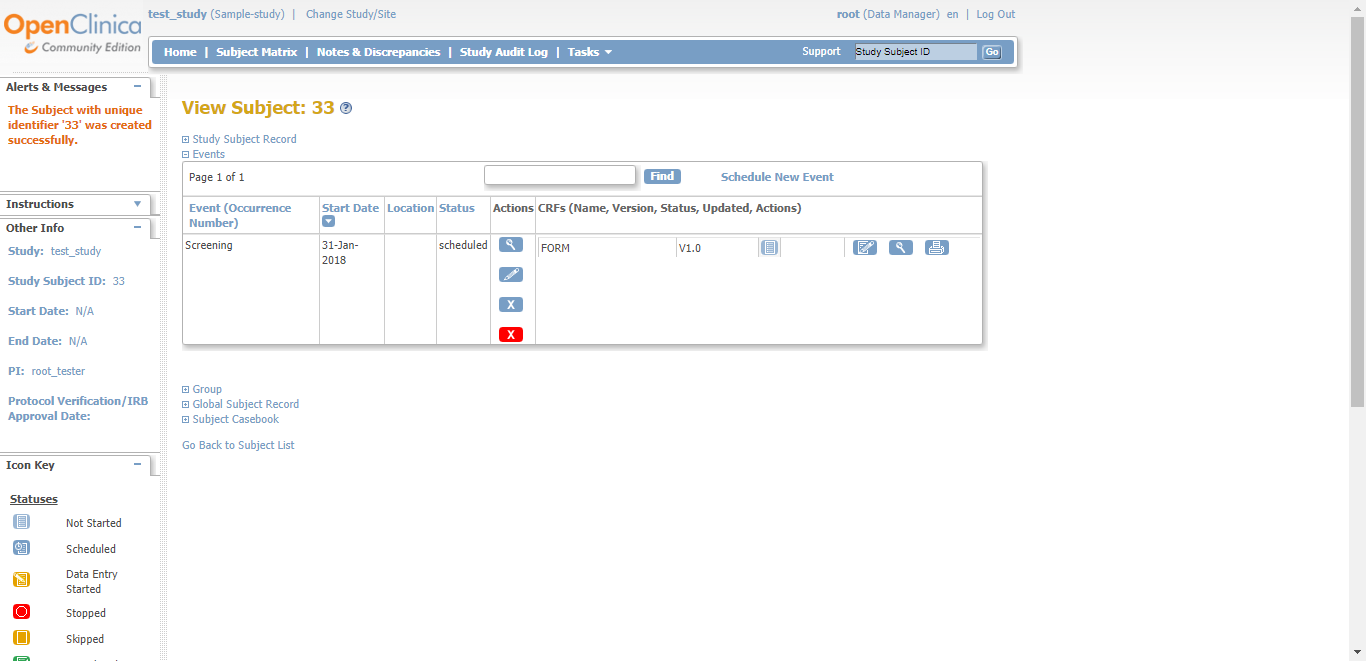 OpenClinica
Community Edition
test_study (Sample-study) | Change Study/Site
root (Data Manager) en | Log Out
Home | Subject Matrix | Notes & Discrepancies | Study Audit Log | Tasks
Support Study Subject ID Go
Alerts & Messages
The Subject with unique
identifier '33' was created
successfully.
Instructions
Other Info
Study: test_study
Study Subject ID: 33
Start Date: N/A
End Date: N/A
PI: root_tester
Protocol Verification/IRB
Approval Date:
Icon Key
Statuses
Not Started
Scheduled
Data Entry
Started
Stopped
Skipped
View Subject: 33 ?
Study Subject Record
Events
Page 1 of 1 Find Schedule New Event
Event (Occurrence
Number)
Start Date
Location
Status
Actions
CRFs (Name, Version, Status, Updated, Actions)
Screening
31-Jan-
2018
scheduled
X
X
FORM
V1.0
Group
Global Subject Record
Subject Casebook
Go Back to Subject List